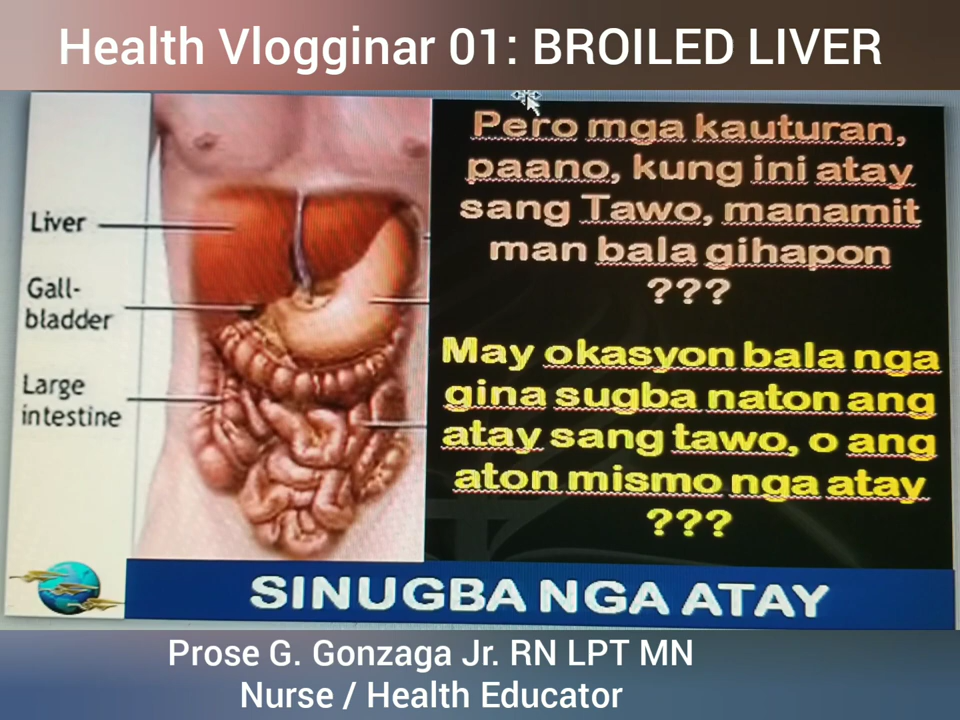 Health Vlogginar 01: BROILED LIVER
Liver
Gall-
bladder
Large
intestine
Pero mga kauturan,
paano, kung ini atay
sang Tawo, manamit
man bala gihapon
???
May okasyon bala nga
gina sugba naton ang
atay sang tawo, o ang
aton mismo nga atay
???
SINUGBA NGA ATAY
Prose G. Gonzaga Jr. RN LPT MN
Nurse / Health Educator